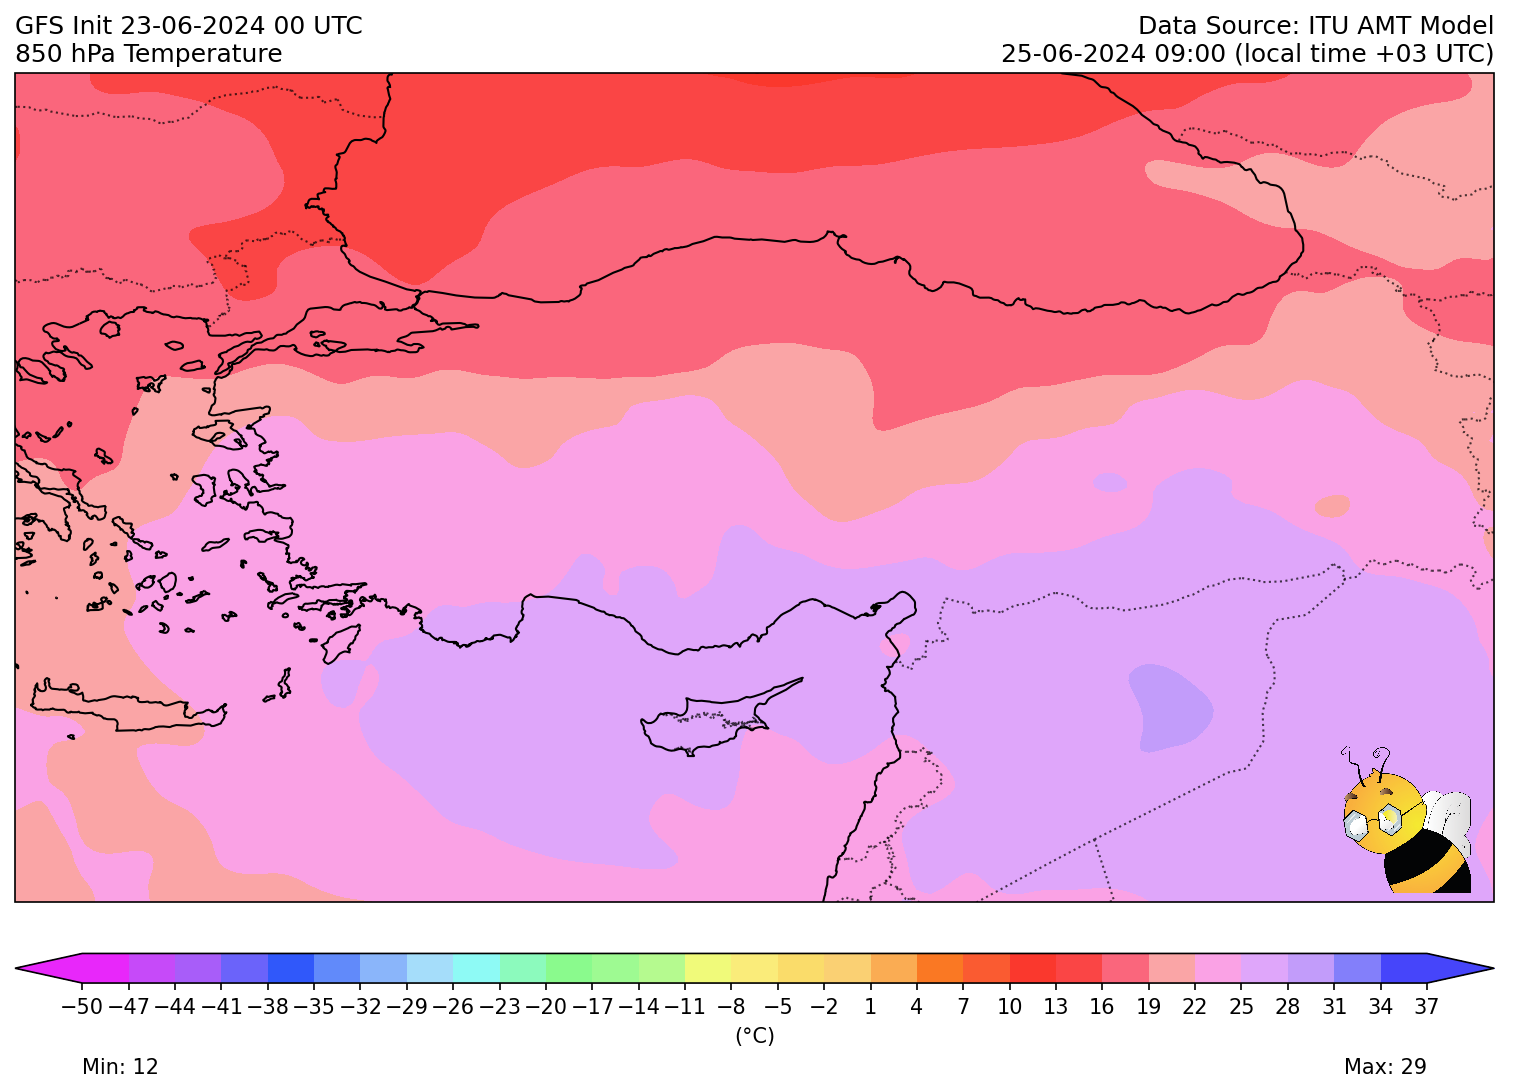 GFS Init 23-06-2024 00 UTC
Data Source: ITU AMT Model
850 hPa Temperature
25-06-2024 09:00 (local time +03 UTC)
−50 −47 −44 −41 −38 −35 −32 −29 −26 −23 −20 −17 −14 −11 −8 −5 −2 1 4 7 10 13 16 19 22 25 28 31 34 37
(°C)
Min: 12
Max: 29